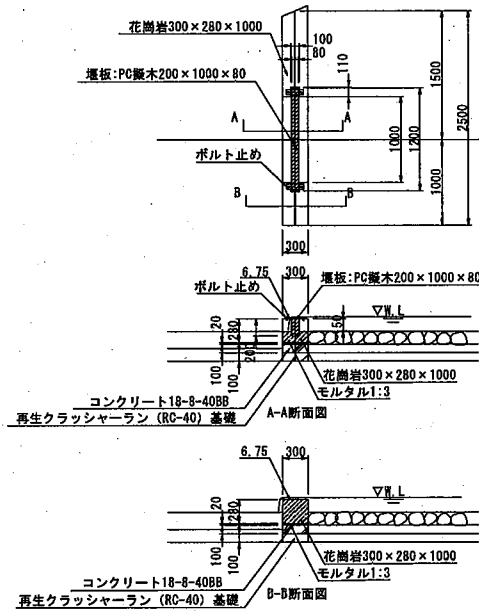 花崗岩300×280×1000
100
80
堰板:PC擬木200×1000×80
110
1500
2500
A
A
1000
1200
ボルト止め
B
B
1000
300
6.75
300
堰板:PC擬木200×1000×80
ボルト止め
W.L
20
280
50
200
100
100
花崗岩300×280×1000
コンクリート18-8-40BB
モルタル1:3
再生クラッシャーラン (RC-40) 基礎
A-A断面図
6.75
300
W.L
20
280
100
100
花崗岩300×280×1000
コンクリート18-8-40BB
モルタル1:3
再生クラッシャーラン (RC-40) 基礎
B-B断面図